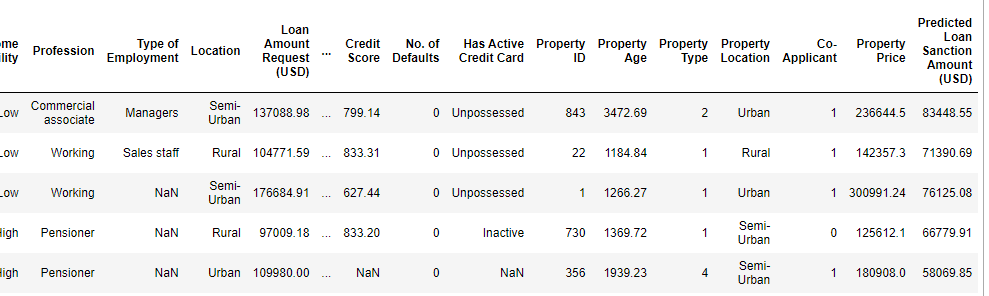 Predicted
Loan Co- Property Loan
ome Profession Type of Location Amount ... Credit No. of Has Active Property Property Property Property Co- Property Sanction
ility Employment Request Score Defaults Credit Card ID Age Type Location Applicant Price Amount
(USD) (USD)
Low Commercial associate Managers Semi-Urban 137088.98 ... 799.14 0 Unpossessed 843 3472.69 2 Urban 1 236644.5 83448.55
Low Working Sales staff Rural 104771.59 ... 833.31 0 Unpossessed 22 1184.84 1 Rural 1 142357.3 71390.69
Low Working NaN Semi-Urban 176684.91 ... 627.44 0 Unpossessed 1 1266.27 1 Urban 1 300991.24 76125.08
High Pensioner NaN Rural 97009.18 ... 833.20 0 Inactive 730 1369.72 1 Semi-Urban 0 125612.1 66779.91
High Pensioner NaN Urban 109980.00 ... NaN 0 NaN 356 1939.23 4 Semi-Urban 1 180908.0 58069.85